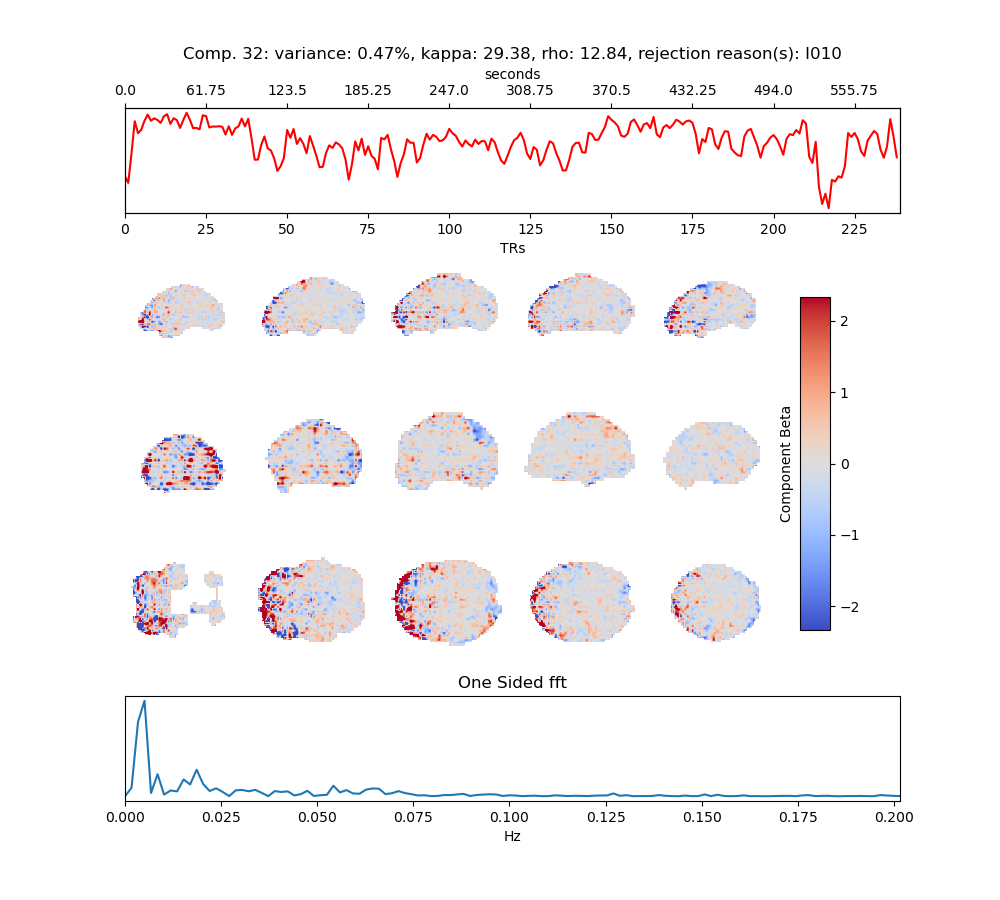 Comp. 32: variance: 0.47%, kappa: 29.38, rho: 12.84, rejection reason(s): I010
seconds
0.0 61.75 123.5 185.25 247.0 308.75 370.5 432.25 494.0 555.75
0 25 50 75 100 125 150 175 200 225
TRs
2
1
0
−1
−2
Component Beta
One Sided fft
0.000 0.025 0.050 0.075 0.100 0.125 0.150 0.175 0.200
Hz